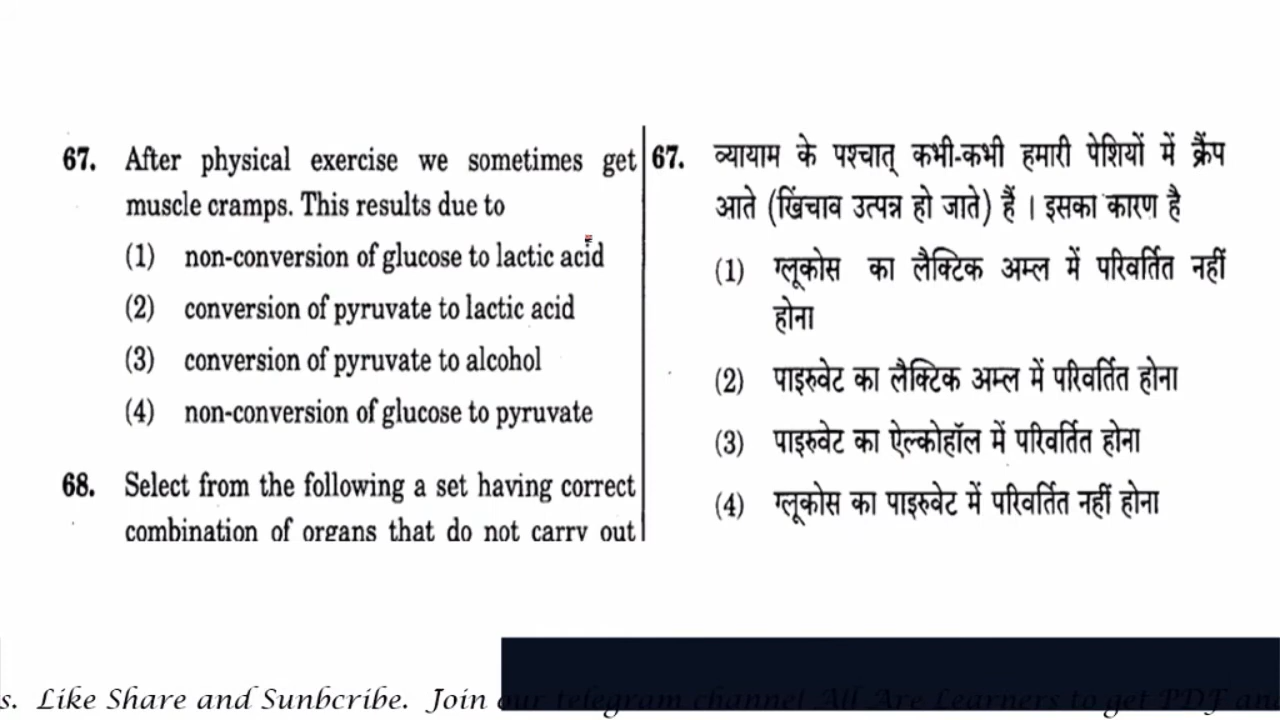 67. After physical exercise we sometimes get
muscle cramps. This results due to
(1) non-conversion of glucose to lactic acid
(2) conversion of pyruvate to lactic acid
(3) conversion of pyruvate to alcohol
(4) non-conversion of glucose to pyruvate
68. Select from the following a set having correct
combination of organs that do not carry out
67. व्यायाम के पश्चात् कभी-कभी हमारी पेशियों में क्रैंप
आते (खिंचाव उत्पन्न हो जाते) हैं । इसका कारण है
(1) ग्लूकोस का लैक्टिक अम्ल में परिवर्तित नहीं
होना
(2) पाइरुवेट का लैक्टिक अम्ल में परिवर्तित होना
(3) पाइरुवेट का ऐल्कोहॉल में परिवर्तित होना
(4) ग्लूकोस का पाइरुवेट में परिवर्तित नहीं होना
s. Like Share and Sunbcribe. Join our telegram channel All Are Learners to get PDF an